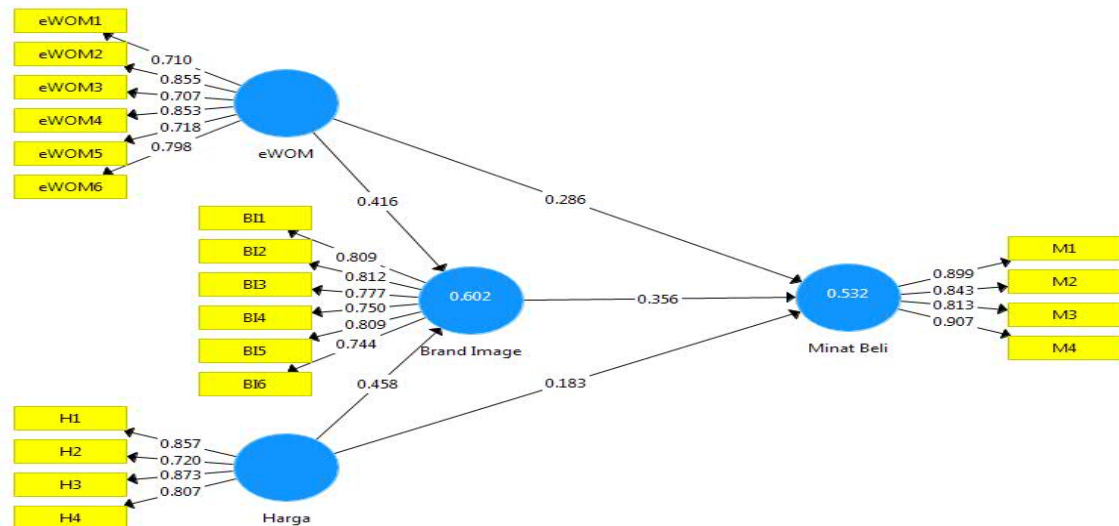 eWOM1
eWOM2
eWOM3
eWOM4
eWOM5
eWOM6
0.710
0.855
0.707
0.853
0.718
0.798
eWOM
0.416
0.286
BI1
BI2
BI3
BI4
BI5
BI6
0.809
0.812
0.777
0.750
0.809
0.744
0.602
Brand Image
0.356
0.532
Minat Beli
0.899
0.843
0.813
0.907
M1
M2
M3
M4
0.458
0.183
H1
H2
H3
H4
0.857
0.720
0.873
0.807
Harga